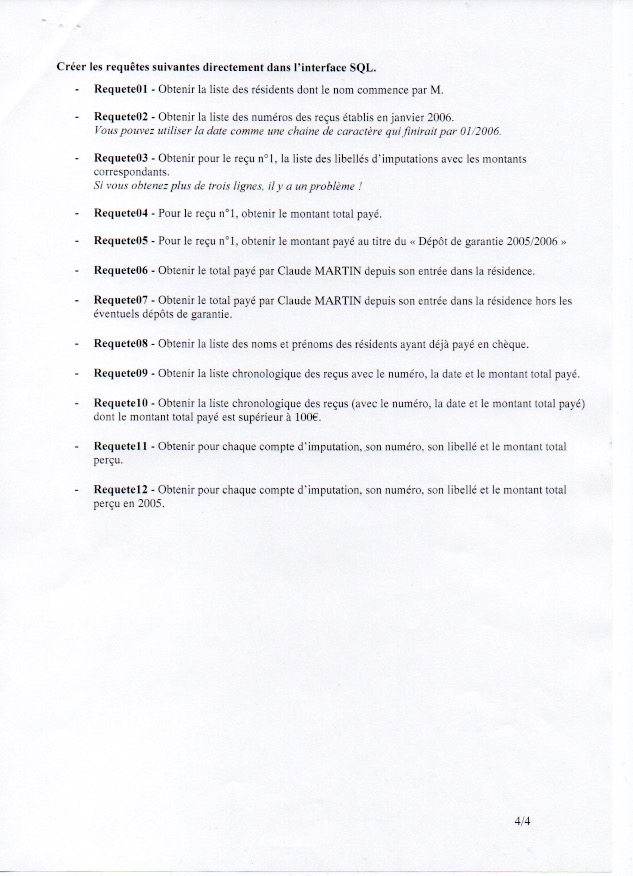 Créer les requêtes suivantes directement dans l'interface SQL.
- Requete01 - Obtenir la liste des résidents dont le nom commence par M.
- Requete02 - Obtenir la liste des numéros des reçus établis en janvier 2006.
Vous pouvez utiliser la date comme une chaine de caractère qui finirait par 01/2006.
- Requete03 - Obtenir pour le reçu n°1, la liste des libellés d'imputations avec les montants
correspondants.
Si vous obtenez plus de trois lignes, il y a un problème !
- Requete04 - Pour le reçu n°1, obtenir le montant total payé.
- Requete05 - Pour le reçu n°1, obtenir le montant payé au titre du « Dépôt de garantie 2005/2006 »
- Requete06 - Obtenir le total payé par Claude MARTIN depuis son entrée dans la résidence.
- Requete07 - Obtenir le total payé par Claude MARTIN depuis son entrée dans la résidence hors les
éventuels dépôts de garantie.
- Requete08 - Obtenir la liste des noms et prénoms des résidents ayant déjà payé en chèque.
- Requete09 - Obtenir la liste chronologique des reçus avec le numéro, la date et le montant total payé.
- Requete10 - Obtenir la liste chronologique des reçus (avec le numéro, la date et le montant total payé)
dont le montant total payé est supérieur à 100€.
- Requete11 - Obtenir pour chaque compte d'imputation, son numéro, son libellé et le montant total
perçu.
- Requete12 - Obtenir pour chaque compte d'imputation, son numéro, son libellé et le montant total
perçu en 2005.
4/4